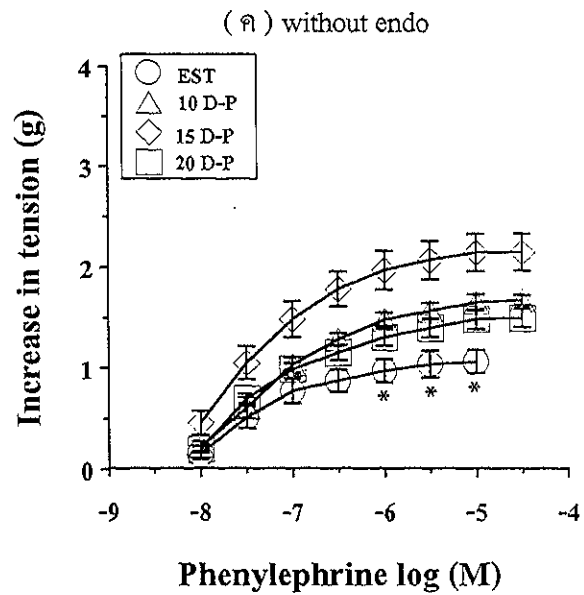 ( ค ) without endo
4
3
2
1
0
Increase in tension (g)
EST
10 D-P
15 D-P
20 D-P
*
* * *
-9 -8 -7 -6 -5 -4
Phenylephrine log (M)